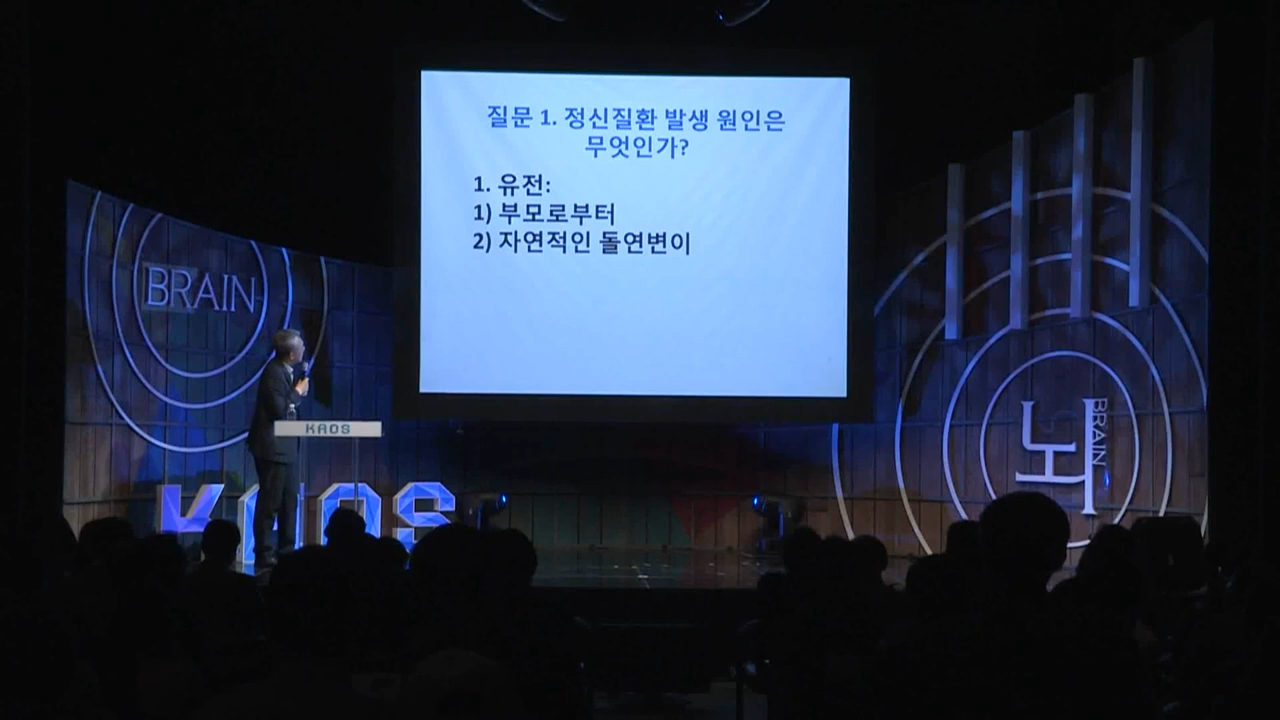 질문 1. 정신질환 발생 원인은
무엇인가?
1. 유전:
1) 부모로부터
2) 자연적인 돌연변이
BRAIN
KAOS
KAOS
뇌
BRAIN